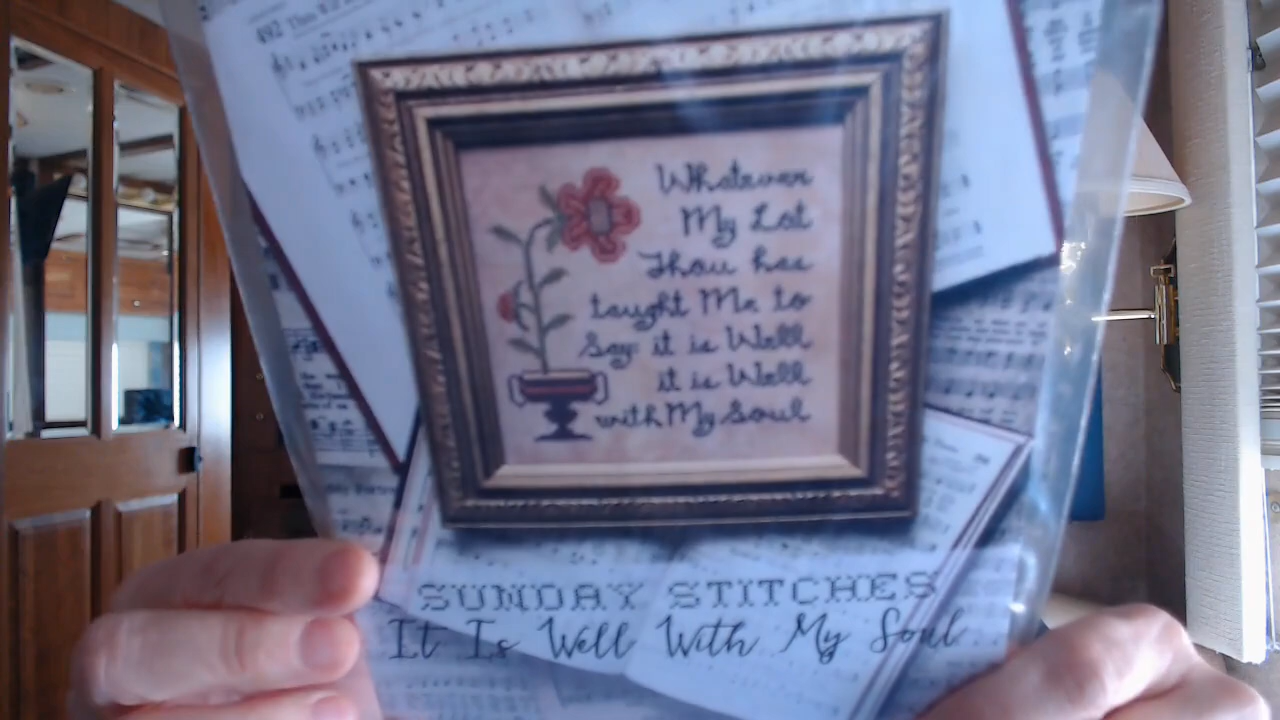 492
Whatever
My Lot
Thou has
taught Me to
Say: it is Well
it is Well
with My Soul
SUNDAY STITCHES
It Is Well With My Soul